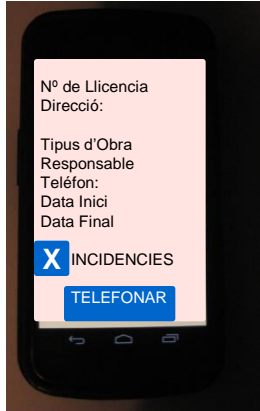 Nº de Llicencia
Direcció:
Tipus d'Obra
Responsable
Teléfon:
Data Inici
Data Final
X INCIDENCIES
TELEFONAR